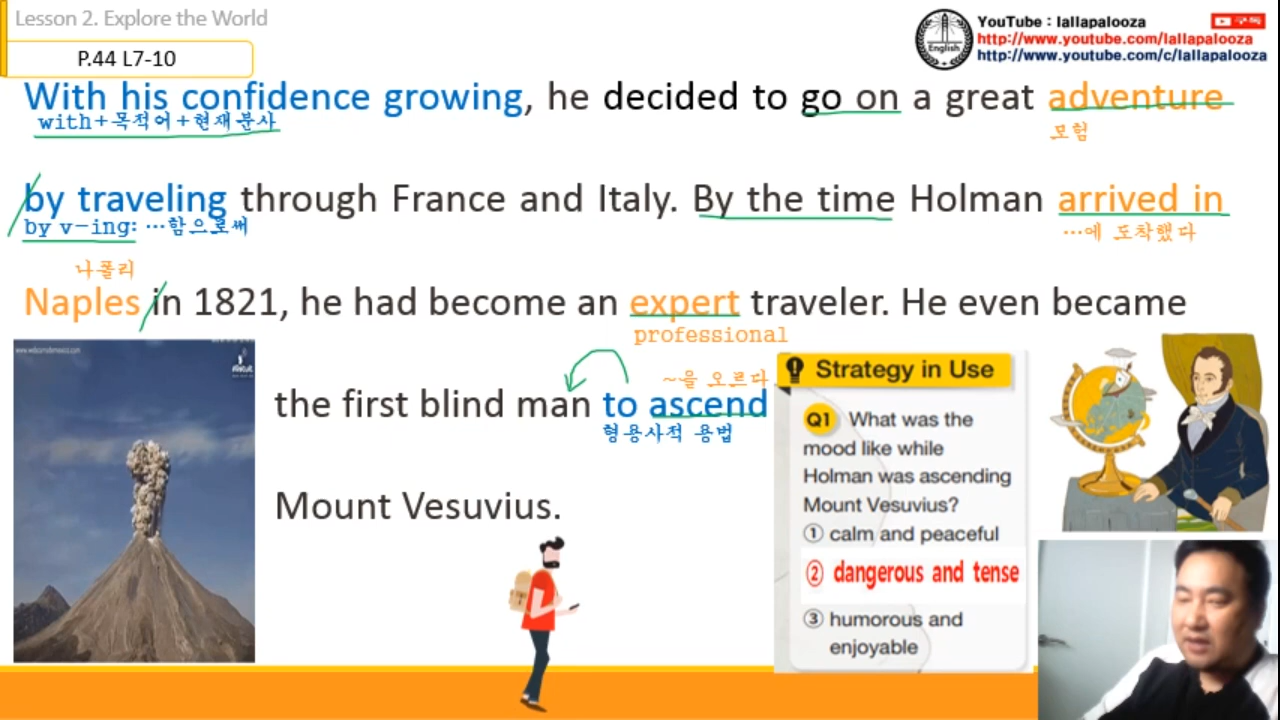 Lesson 2. Explore the World
P.44 L7-10
English
YouTube : lallapalooza
구독
http://www.youtube.com/lallapalooza
http://www.youtube.com/c/lallapalooza
With his confidence growing, he decided to go on a great adventure
with+목적어+현재분사
모험
by traveling through France and Italy. By the time Holman arrived in
by v-ing: …함으로써
…에 도착했다
나폴리
Naples in 1821, he had become an expert traveler. He even became
professional
~을 오르다
the first blind man to ascend
형용사적 용법
Mount Vesuvius.
Strategy in Use
Q1 What was the
mood like while
Holman was ascending
Mount Vesuvius?
① calm and peaceful
② dangerous and tense
③ humorous and
enjoyable